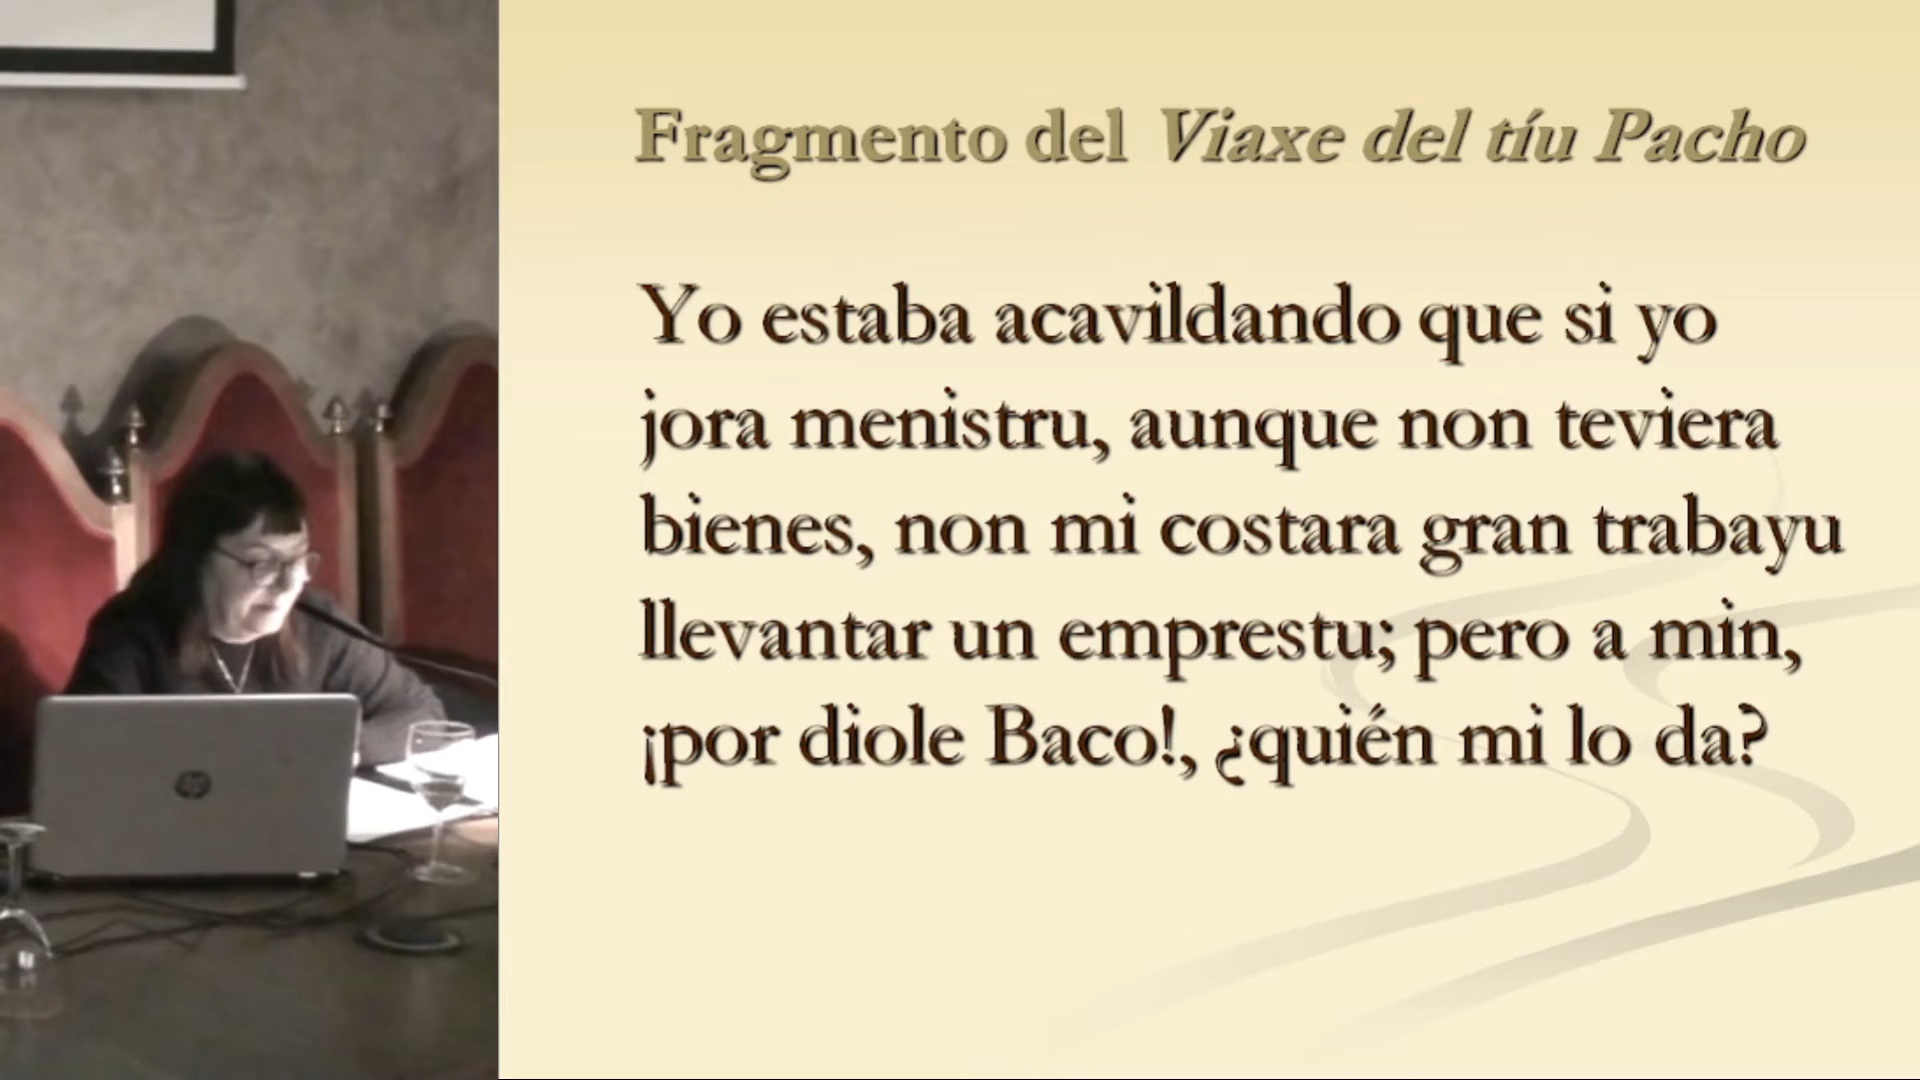 Fragmento del Viaxe del tíu Pacho
Yo estaba acavildando que si yo
jora menistru, aunque non teviera
bienes, non mi costara gran trabayu
llevantar un emprestu; pero a min,
¡por diole Baco!, ¿quién mi lo da?
hp